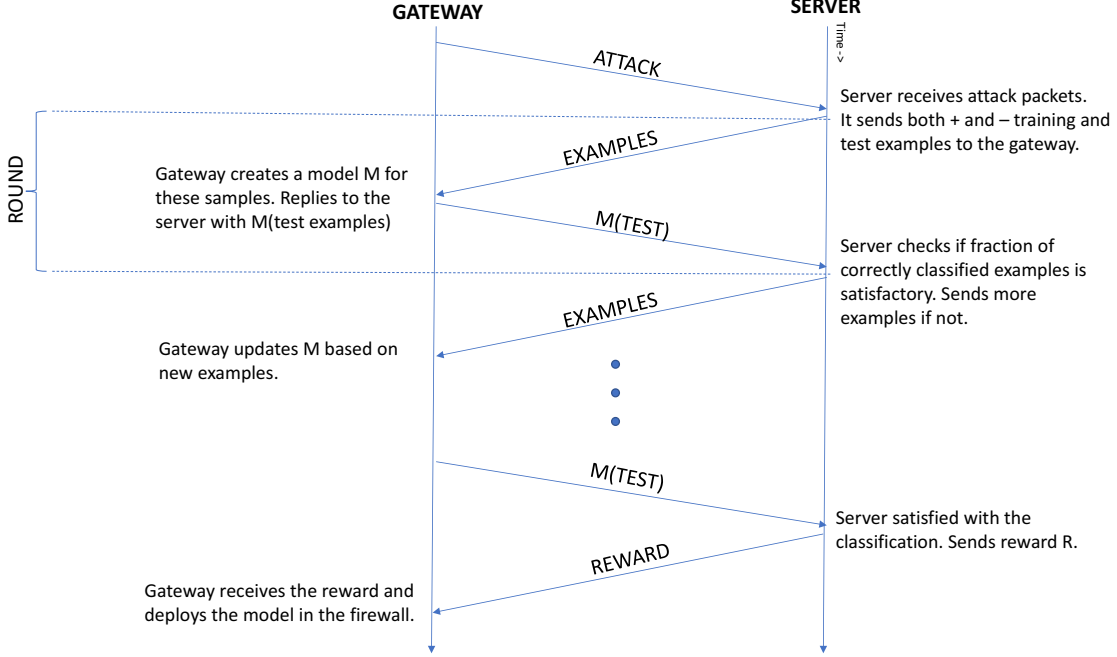 GATEWAY
SERVER
Time ->
ATTACK
Server receives attack packets.
It sends both + and – training and
test examples to the gateway.
EXAMPLES
ROUND
Gateway creates a model M for
these samples. Replies to the
server with M(test examples)
M(TEST)
Server checks if fraction of
correctly classified examples is
satisfactory. Sends more
examples if not.
EXAMPLES
Gateway updates M based on
new examples.
M(TEST)
Server satisfied with the
classification. Sends reward R.
REWARD
Gateway receives the reward and
deploys the model in the firewall.